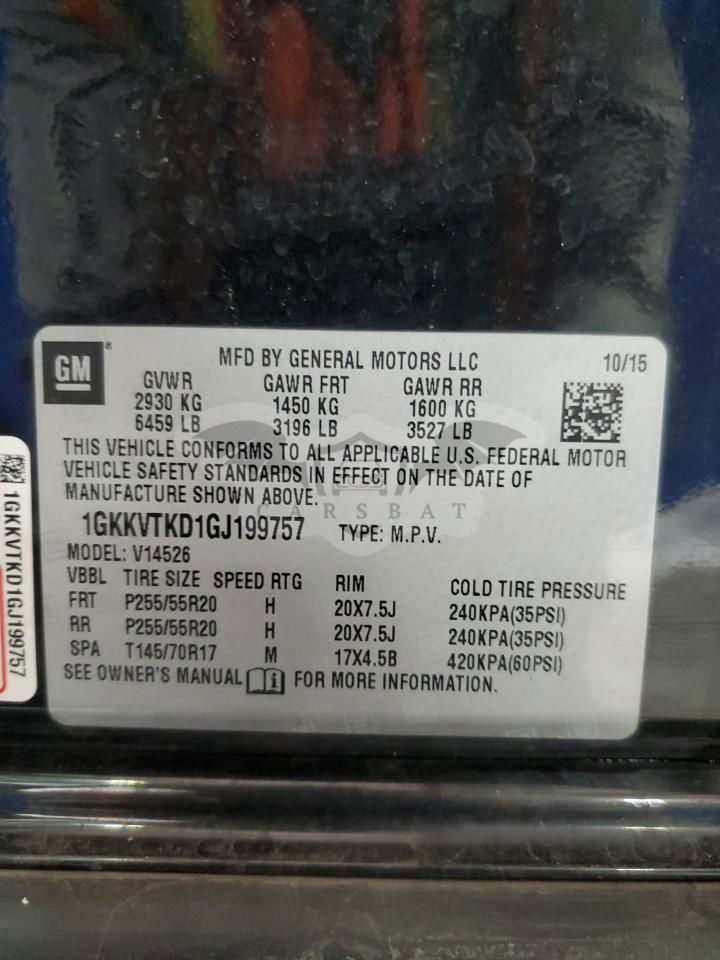 GM
MFD BY GENERAL MOTORS LLC 10/15
GVWR GAWR FRT GAWR RR
2930 KG 1450 KG 1600 KG
6459 LB 3196 LB 3527 LB
THIS VEHICLE CONFORMS TO ALL APPLICABLE U.S. FEDERAL MOTOR
VEHICLE SAFETY STANDARDS IN EFFECT ON THE DATE OF
MANUFACTURE SHOWN ABOVE.
CARSBAT
1GKKVTKD1GJ199757 TYPE: M.P.V.
MODEL: V14526
VBBL TIRE SIZE SPEED RTG RIM COLD TIRE PRESSURE
FRT P255/55R20 H 20X7.5J 240KPA(35PSI)
RR P255/55R20 H 20X7.5J 240KPA(35PSI)
SPA T145/70R17 M 17X4.5B 420KPA(60PSI)
SEE OWNER'S MANUAL i FOR MORE INFORMATION.
1GKKVTKD1GJ199757